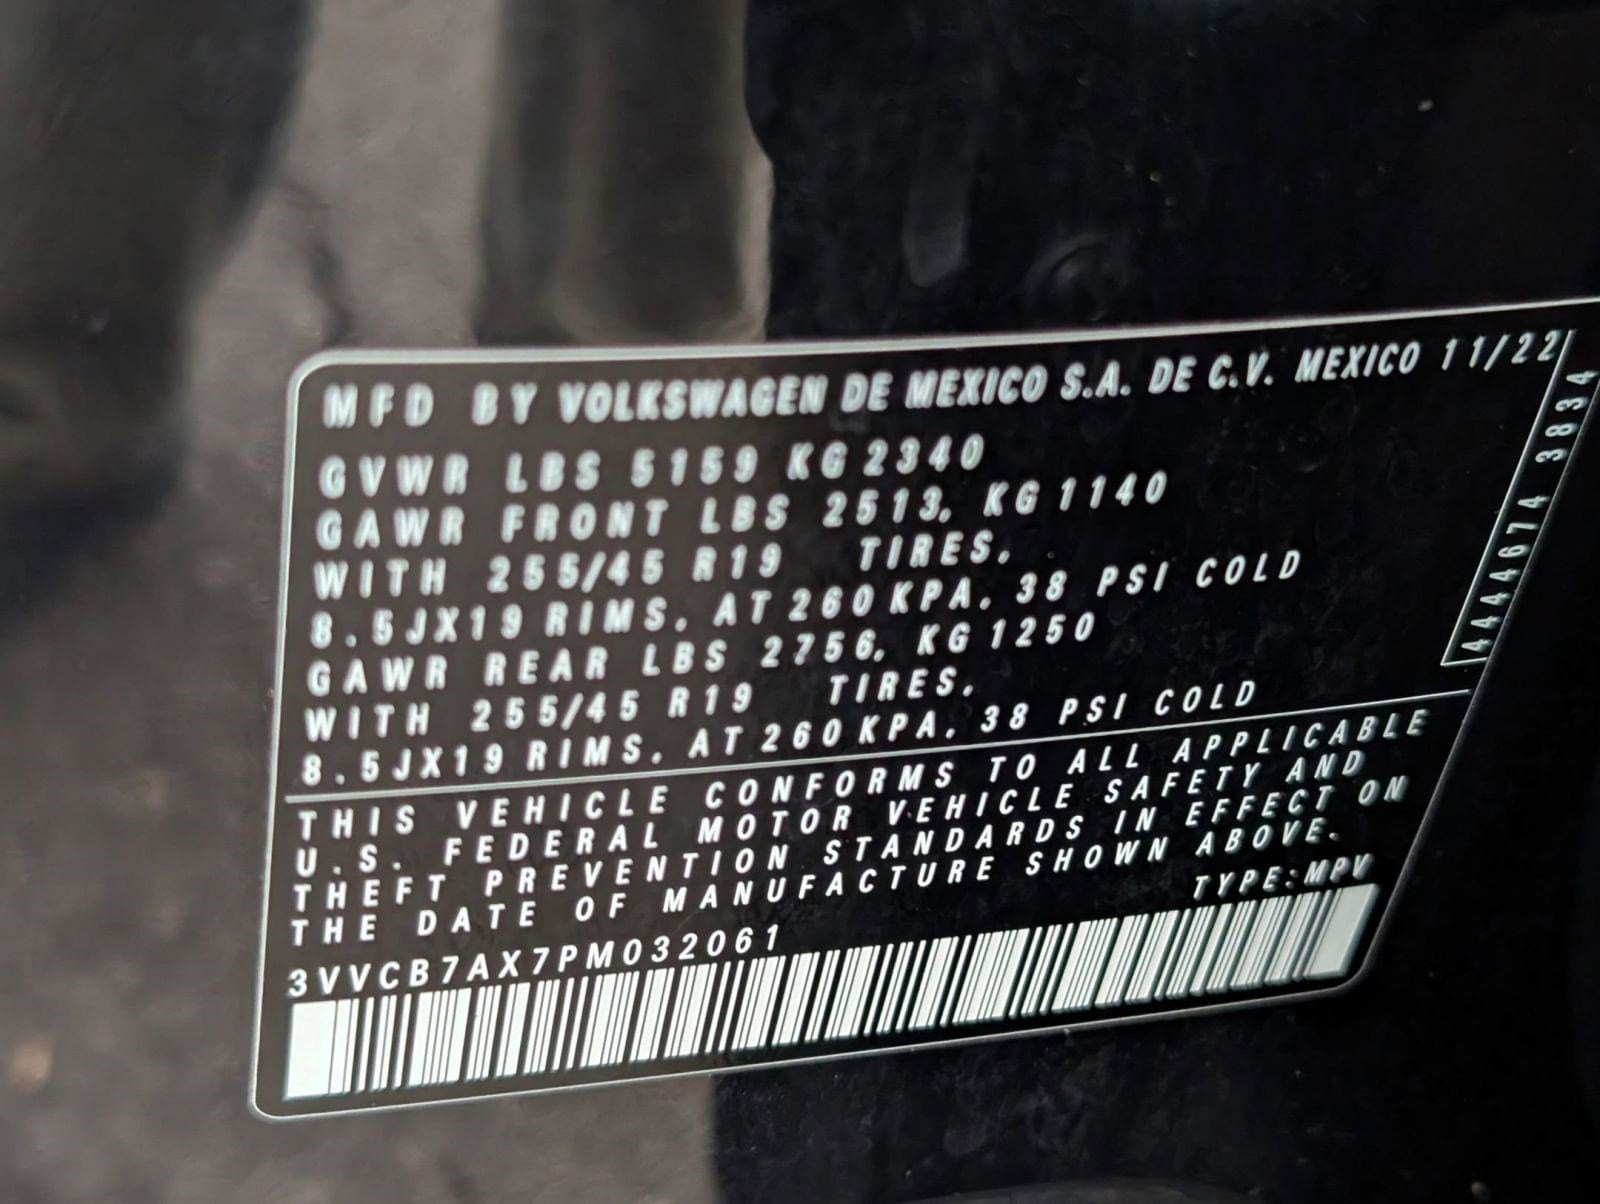 MFD BY VOLKSWAGEN DE MEXICO S.A. DE C.V. MEXICO 11/22
GVWR LBS 5159 KG 2340
GAWR FRONT LBS 2513, KG 1140
WITH 255/45 R19 TIRES,
8.5JX19 RIMS, AT 260 KPA, 38 PSI COLD
GAWR REAR LBS 2756, KG 1250
WITH 255/45 R19 TIRES,
8.5JX19 RIMS, AT 260 KPA, 38 PSI COLD
THIS VEHICLE CONFORMS TO ALL APPLICABLE
U.S. FEDERAL MOTOR VEHICLE SAFETY AND
THEFT PREVENTION STANDARDS IN EFFECT ON
THE DATE OF MANUFACTURE SHOWN ABOVE.
TYPE:MPV
3VVCB7AX7PM032061
4444674 3834